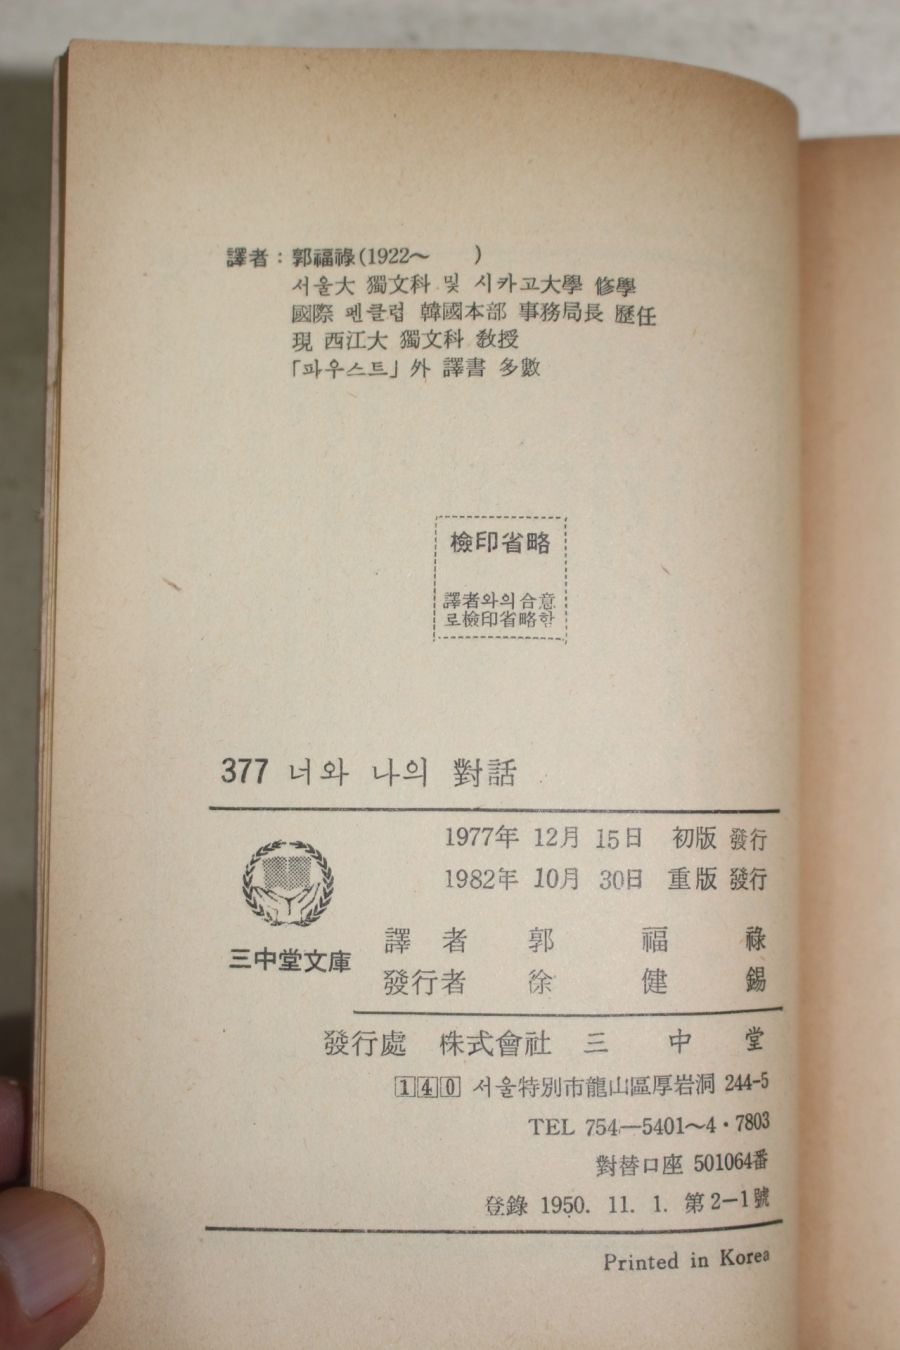 譯者 : 郭福祿 (1922~ )
서울大 獨文科 및 시카고大學 修學
國際 펜클럽 韓國本部 事務局長 歷任
現 西江大 獨文科 敎授
「파우스트」 外 譯書 多數
檢印省略
譯者와의 合意
로檢印省略함
377 너와 나의 對話
1977年 12月 15日 初版 發行
1982年 10月 30日 重版 發行
三中堂文庫
譯者 郭福祿
發行者 徐健錫
發行處 株式會社 三中堂
140 서울特別市龍山區厚岩洞 244-5
TEL 754—5401~4・7803
對替口座 501064番
登錄 1950. 11. 1. 第2-1號
Printed in Korea